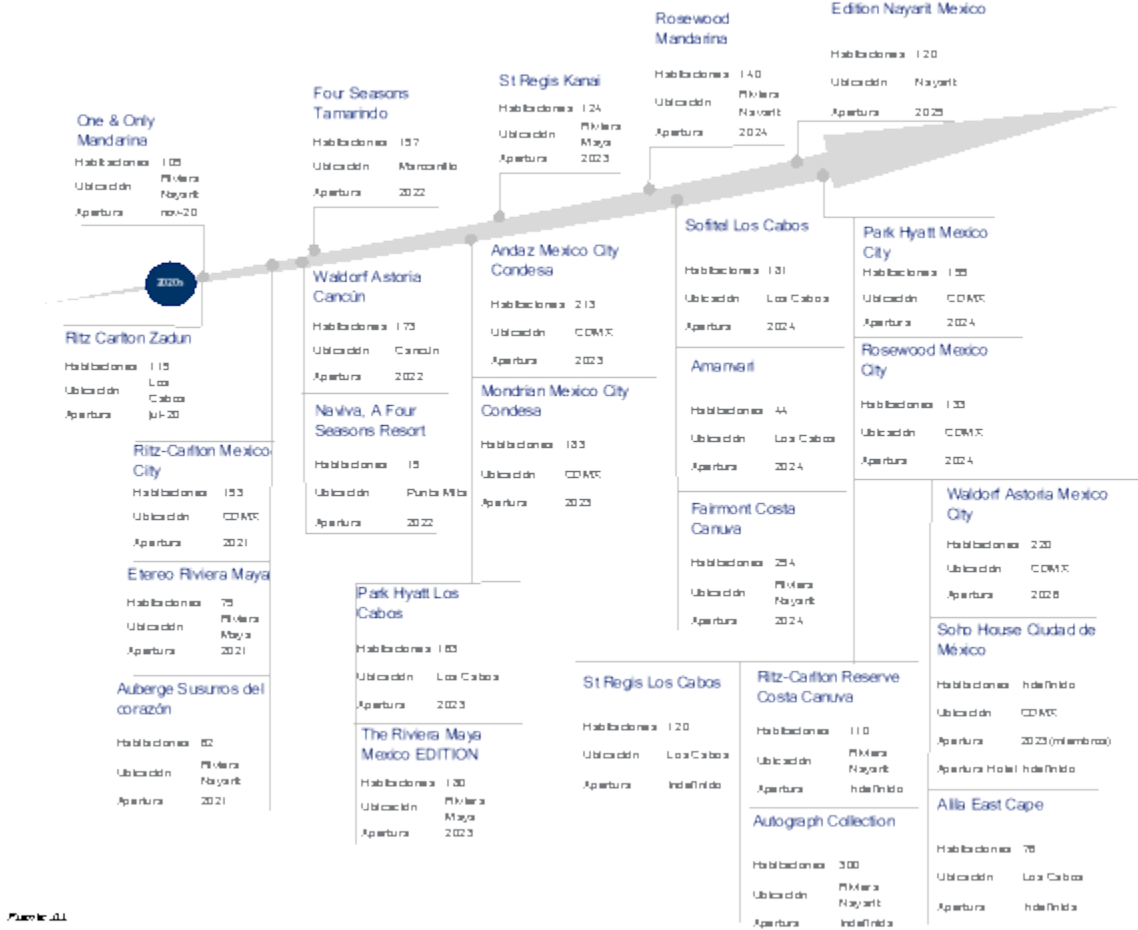 Edition Nayarit Mexico
Habitaciones 120
Ubicación Nayarit
Apertura 2025
Rosewood
Mandarina
Habitaciones 140
Ubicación Riviera
Nayarit
Apertura 2024
St Regis Kanai
Habitaciones 124
Ubicación Riviera
Maya
Apertura 2023
Four Seasons
Tamarindo
Habitaciones 157
Ubicación Manzanillo
Apertura 2022
One & Only
Mandarina
Habitaciones 105
Ubicación Riviera
Nayarit
Apertura nov-20
2020s
Ritz Carlton Zadun
Habitaciones 115
Ubicación Los
Cabos
Apertura jul-20
Ritz-Carlton Mexico
City
Habitaciones 153
Ubicación CDMX
Apertura 2021
Etereo Riviera Maya
Habitaciones 75
Ubicación Riviera
Maya
Apertura 2021
Auberge Susurros del
corazón
Habitaciones
Ubicación Riviera
Nayarit
Apertura 2021
Waldorf Astoria
Cancún
Habitaciones 173
Ubicación Cancún
Apertura 2022
Naviva, A Four
Seasons Resort
Habitaciones 15
Ubicación Punta Mita
Apertura 2022
Andaz Mexico City
Condesa
Habitaciones 213
Ubicación CDMX
Apertura 2023
Mondrian Mexico City
Condesa
Habitaciones 183
Ubicación CDMX
Apertura 2023
Park Hyatt Los
Cabos
Habitaciones 163
Ubicación Los Cabos
Apertura 2023
The Riviera Maya
Mexico EDITION
Habitaciones 180
Ubicación Riviera
Maya
Apertura 2023
Sofitel Los Cabos
Habitaciones
Ubicación Los Cabos
Apertura 2024
Amanvari
Habitaciones 44
Ubicación Los Cabos
Apertura 2024
Fairmont Costa
Canuva
Habitaciones
Ubicación Riviera
Nayarit
Apertura 2024
Park Hyatt Mexico
City
Habitaciones 155
Ubicación CDMX
Apertura 2024
Rosewood Mexico
City
Habitaciones 133
Ubicación CDMX
Apertura 2024
St Regis Los Cabos
Habitaciones 120
Ubicación Los Cabos
Apertura Indefinido
Ritz-Carlton Reserve
Costa Canuva
Habitaciones 110
Ubicación Riviera
Nayarit
Apertura Indefinido
Autograph Collection
Habitaciones 300
Ubicación Riviera
Nayarit
Apertura Indefinido
Waldorf Astoria Mexico
City
Habitaciones 220
Ubicación CDMX
Apertura
Soho House Ciudad de
México
Habitaciones Indefinido
Ubicación CDMX
Apertura 2023 (miembros)
Apertura Hotel Indefinido
Alila East Cape
Habitaciones
Ubicación Los Cabos
Apertura Indefinido